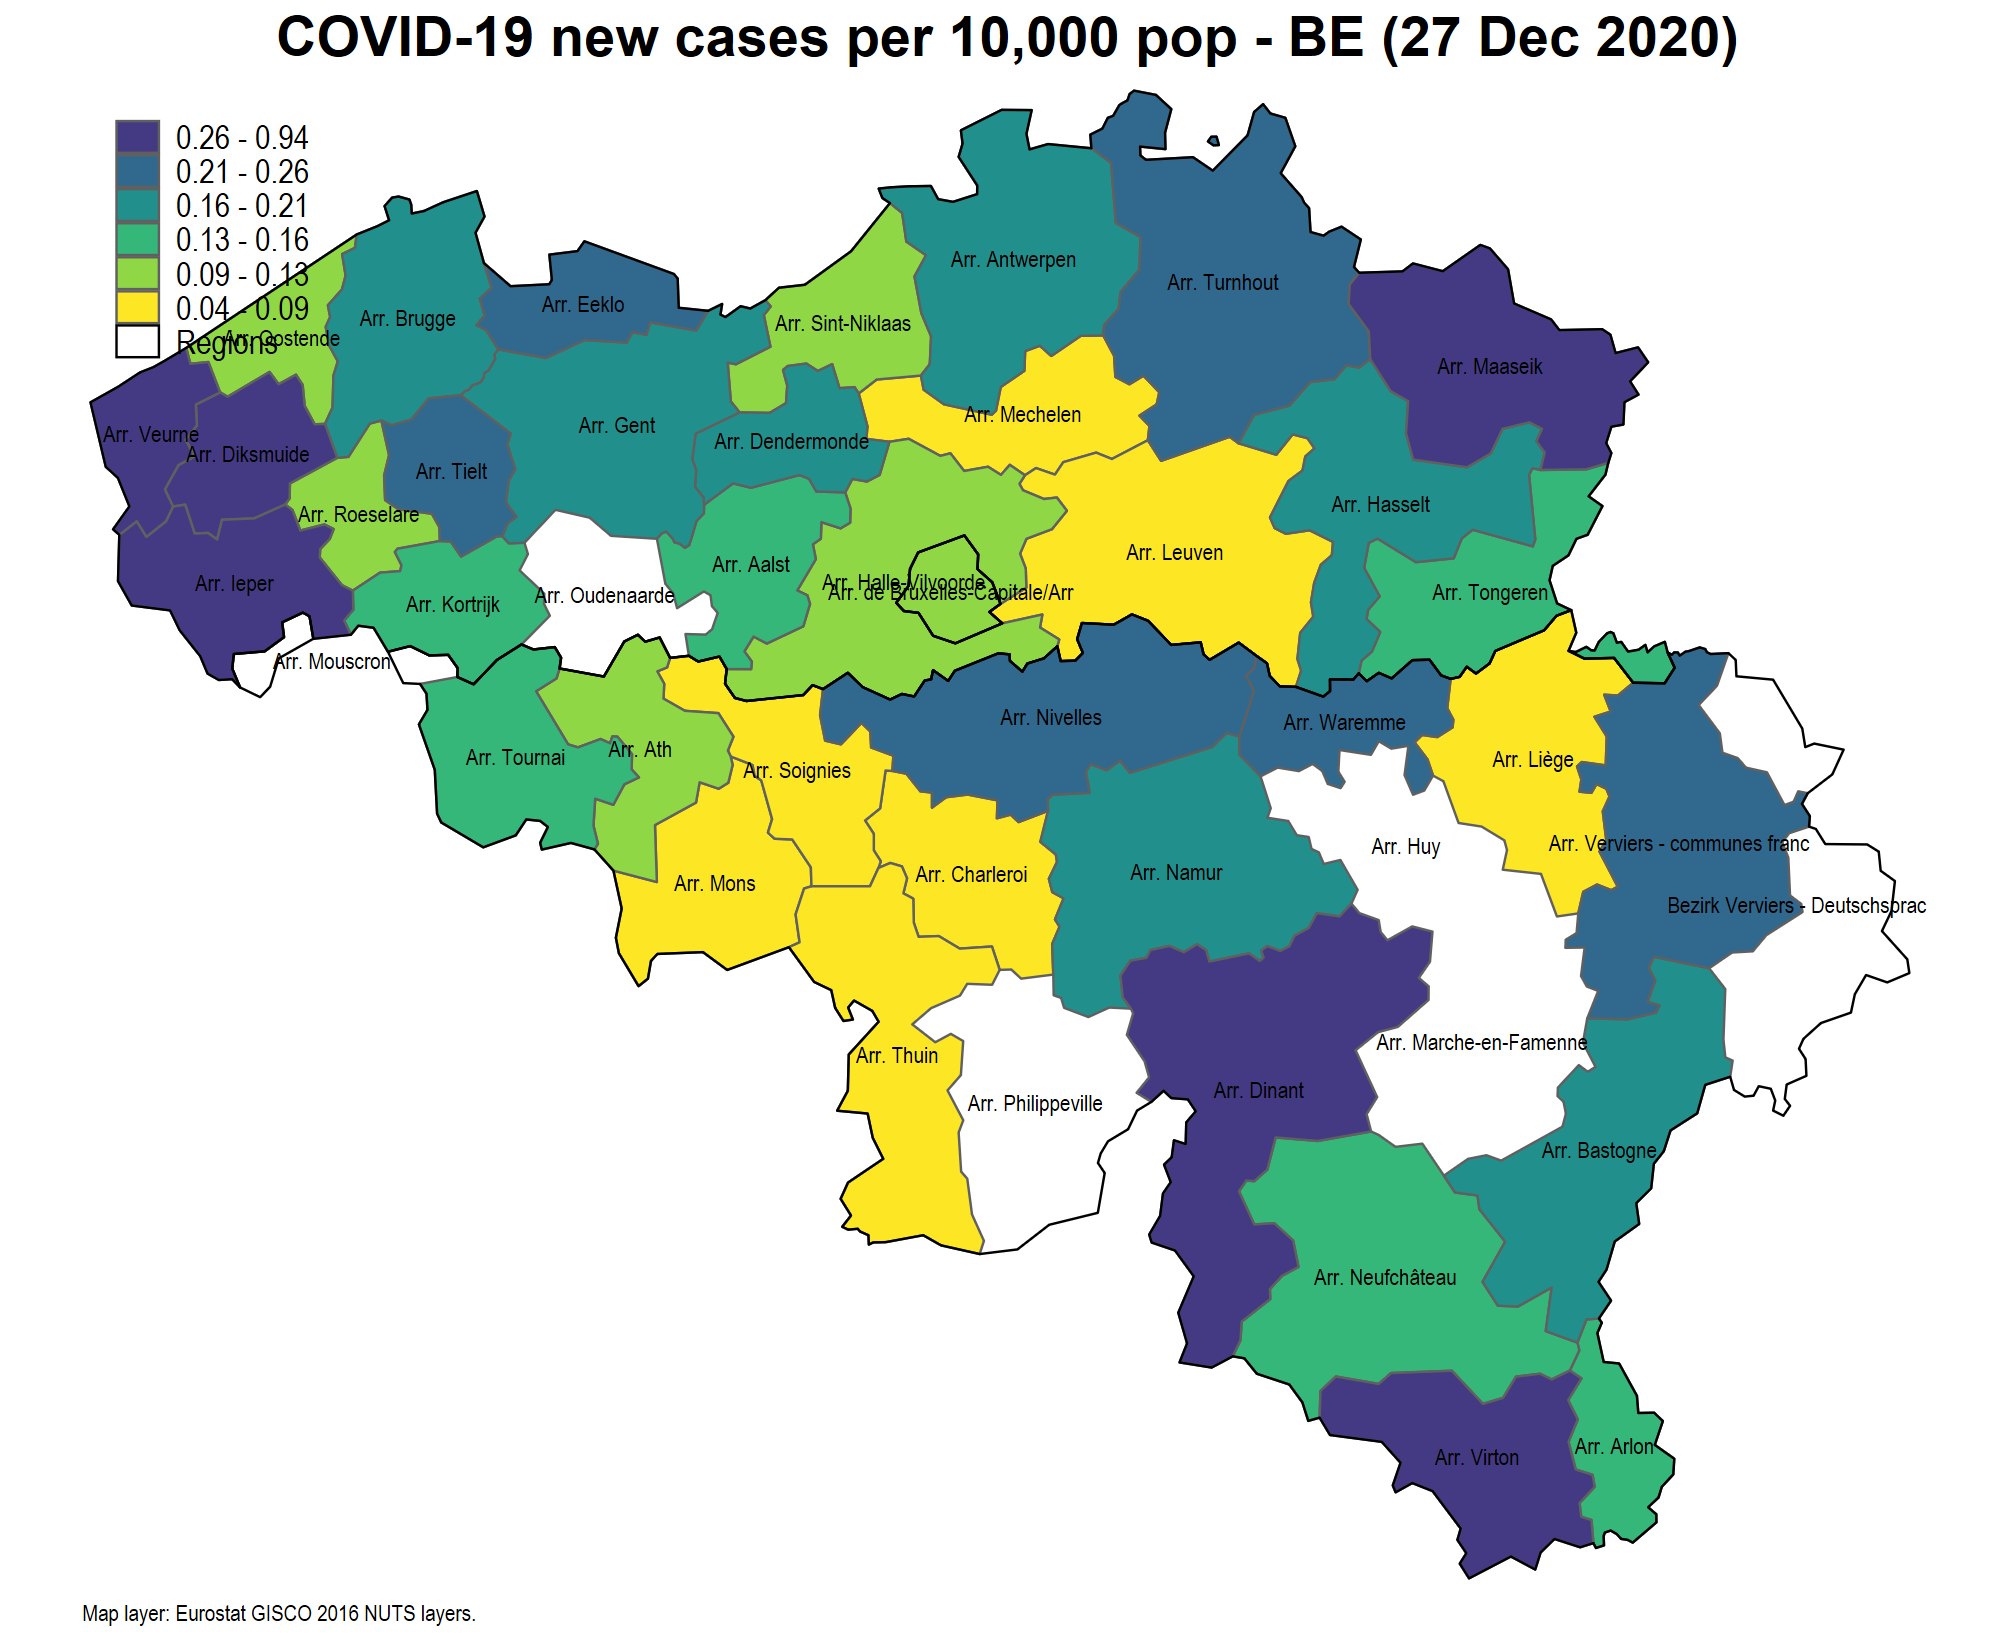 COVID-19 new cases per 10,000 pop - BE (27 Dec 2020)
0.26 - 0.94
0.21 - 0.26
0.16 - 0.21
0.13 - 0.16
0.09 - 0.13
0.04 - 0.09
Regions
Arr. Antwerpen
Arr. Turnhout
Arr. Eeklo
Arr. Brugge
Arr. Sint-Niklaas
Arr. Oostende
Arr. Maaseik
Arr. Mechelen
Arr. Gent
Arr. Veurne
Arr. Dendermonde
Arr. Diksmuide
Arr. Tielt
Arr. Hasselt
Arr. Roeselare
Arr. Leuven
Arr. Aalst
Arr. Ieper
Arr. Halle-Vilvoorde
Arr. de Bruxelles-Capitale/Arr
Arr. Tongeren
Arr. Oudenaarde
Arr. Kortrijk
Arr. Mouscron
Arr. Nivelles
Arr. Waremme
Arr. Ath
Arr. Tournai
Arr. Liège
Arr. Soignies
Arr. Verviers - communes franc
Arr. Huy
Arr. Namur
Arr. Charleroi
Arr. Mons
Bezirk Verviers - Deutschsprac
Arr. Marche-en-Famenne
Arr. Thuin
Arr. Dinant
Arr. Philippeville
Arr. Bastogne
Arr. Neufchâteau
Arr. Arlon
Arr. Virton
Map layer: Eurostat GISCO 2016 NUTS layers.